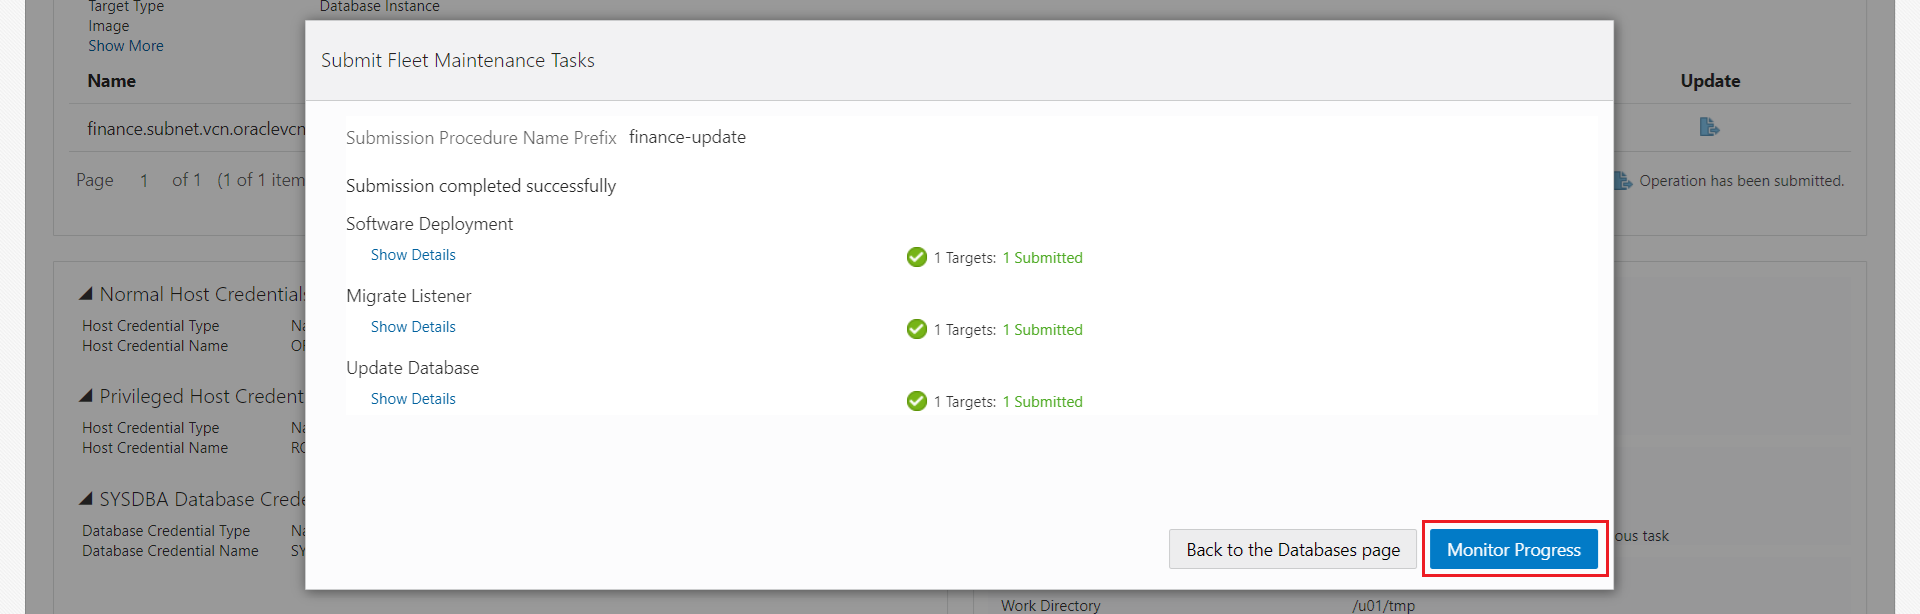 Target Type Database Instance
Image
Show More
Name Update
finance.subnet.vcn.oraclevcn
Page 1 of 1 (1 of 1 item
Operation has been submitted.
Submit Fleet Maintenance Tasks
Submission Procedure Name Prefix finance-update
Submission completed successfully
Software Deployment
Show Details 1 Targets: 1 Submitted
Migrate Listener
Show Details 1 Targets: 1 Submitted
Update Database
Show Details 1 Targets: 1 Submitted
Back to the Databases page Monitor Progress
Normal Host Credentials
Host Credential Type
Host Credential Name
Privileged Host Credent
Host Credential Type
Host Credential Name
SYSDBA Database Crede
Database Credential Type
Database Credential Name
ous task
Work Directory /u01/tmp